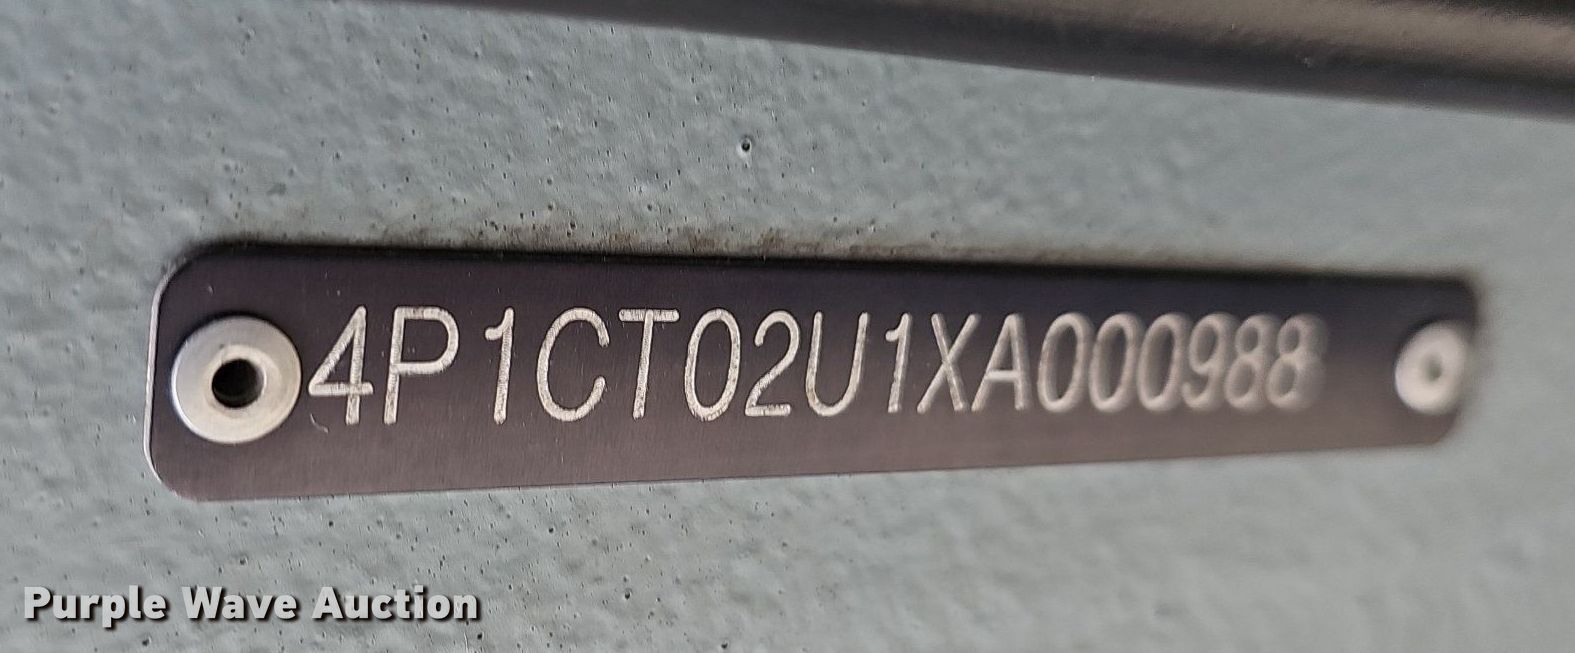 4P1CT02U1XA000988
Purple Wave Auction